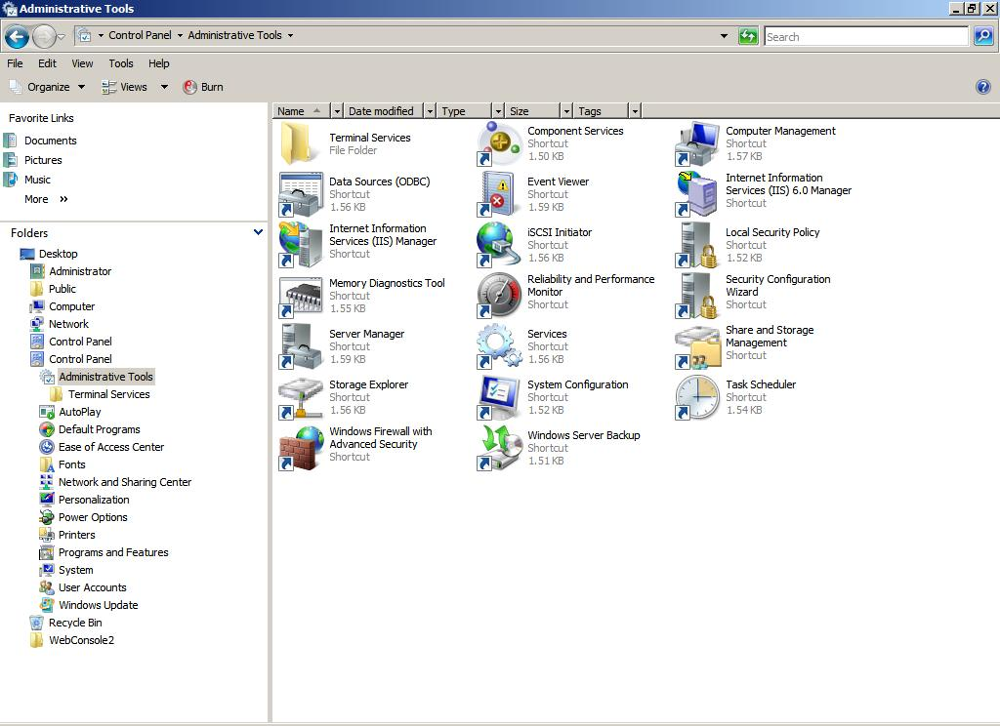 Administrative Tools
Control Panel Administrative Tools Search
File Edit View Tools Help
Organize Views Burn
Favorite Links
Documents
Pictures
Music
More »
Folders
Desktop
Administrator
Public
Computer
Network
Control Panel
Control Panel
Administrative Tools
Terminal Services
AutoPlay
Default Programs
Ease of Access Center
Fonts
Network and Sharing Center
Personalization
Power Options
Printers
Programs and Features
System
User Accounts
Windows Update
Recycle Bin
WebConsole2
Name Date modified Type Size Tags
Terminal Services
File Folder
Component Services
Shortcut
1.50 KB
Computer Management
Shortcut
1.57 KB
Data Sources (ODBC)
Shortcut
1.56 KB
Event Viewer
Shortcut
1.59 KB
Internet Information
Services (IIS) 6.0 Manager
Shortcut
Internet Information
Services (IIS) Manager
Shortcut
iSCSI Initiator
Shortcut
1.56 KB
Local Security Policy
Shortcut
1.52 KB
Memory Diagnostics Tool
Shortcut
1.55 KB
Reliability and Performance
Monitor
Shortcut
Security Configuration
Wizard
Shortcut
Server Manager
Shortcut
1.59 KB
Services
Shortcut
1.56 KB
Share and Storage
Management
Shortcut
Storage Explorer
Shortcut
1.56 KB
System Configuration
Shortcut
1.52 KB
Task Scheduler
Shortcut
1.54 KB
Windows Firewall with
Advanced Security
Shortcut
Windows Server Backup
Shortcut
1.51 KB